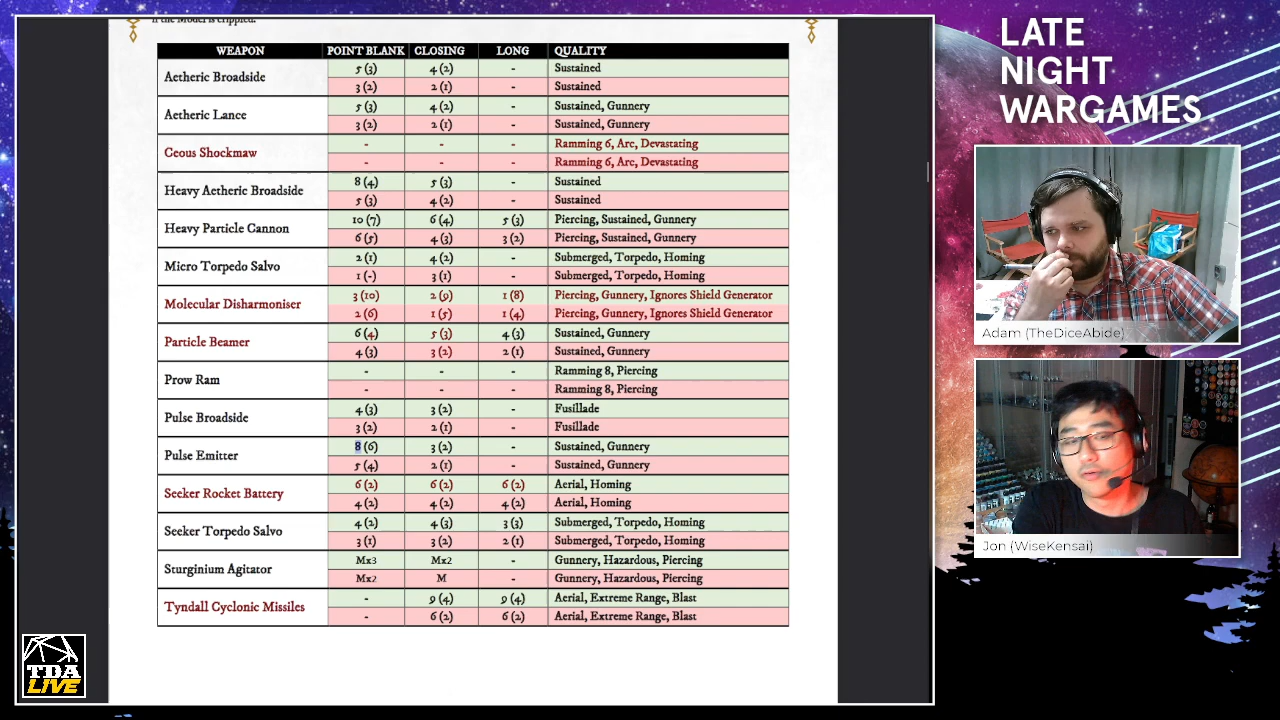 if the Model is crippled.
WEAPON POINT BLANK CLOSING LONG QUALITY
Aetheric Broadside
5 (3) 4 (2) - Sustained
3 (2) 2 (1) - Sustained
Aetheric Lance
5 (3) 4 (2) - Sustained, Gunnery
3 (2) 2 (1) - Sustained, Gunnery
Ceous Shockmaw
- - - Ramming 6, Arc, Devastating
- - - Ramming 6, Arc, Devastating
Heavy Aetheric Broadside
8 (4) 5 (3) - Sustained
5 (3) 4 (2) - Sustained
Heavy Particle Cannon
10 (7) 6 (4) 5 (3) Piercing, Sustained, Gunnery
6 (5) 4 (3) 3 (2) Piercing, Sustained, Gunnery
Micro Torpedo Salvo
2 (1) 4 (2) - Submerged, Torpedo, Homing
1 (-) 3 (1) - Submerged, Torpedo, Homing
Molecular Disharmoniser
3 (10) 2 (9) 1 (8) Piercing, Gunnery, Ignores Shield Generator
2 (6) 1 (5) 1 (4) Piercing, Gunnery, Ignores Shield Generator
Particle Beamer
6 (4) 5 (3) 4 (3) Sustained, Gunnery
4 (3) 3 (2) 2 (1) Sustained, Gunnery
Prow Ram
- - - Ramming 8, Piercing
- - - Ramming 8, Piercing
Pulse Broadside
4 (3) 3 (2) - Fusillade
3 (2) 2 (1) - Fusillade
Pulse Emitter
8 (6) 3 (2) - Sustained, Gunnery
5 (4) 2 (1) - Sustained, Gunnery
Seeker Rocket Battery
6 (2) 6 (2) 6 (2) Aerial, Homing
4 (2) 4 (2) 4 (2) Aerial, Homing
Seeker Torpedo Salvo
4 (2) 4 (3) 3 (3) Submerged, Torpedo, Homing
3 (1) 3 (2) 2 (1) Submerged, Torpedo, Homing
Sturginium Agitator
Mx3 Mx2 - Gunnery, Hazardous, Piercing
Mx2 M - Gunnery, Hazardous, Piercing
Tyndall Cyclonic Missiles
- 9 (4) 9 (4) Aerial, Extreme Range, Blast
- 6 (2) 6 (2) Aerial, Extreme Range, Blast
LATE
NIGHT
WARGAMES
Adam (TheDiceAbide)
Jon (WiseKensai)
TDA
LIVE